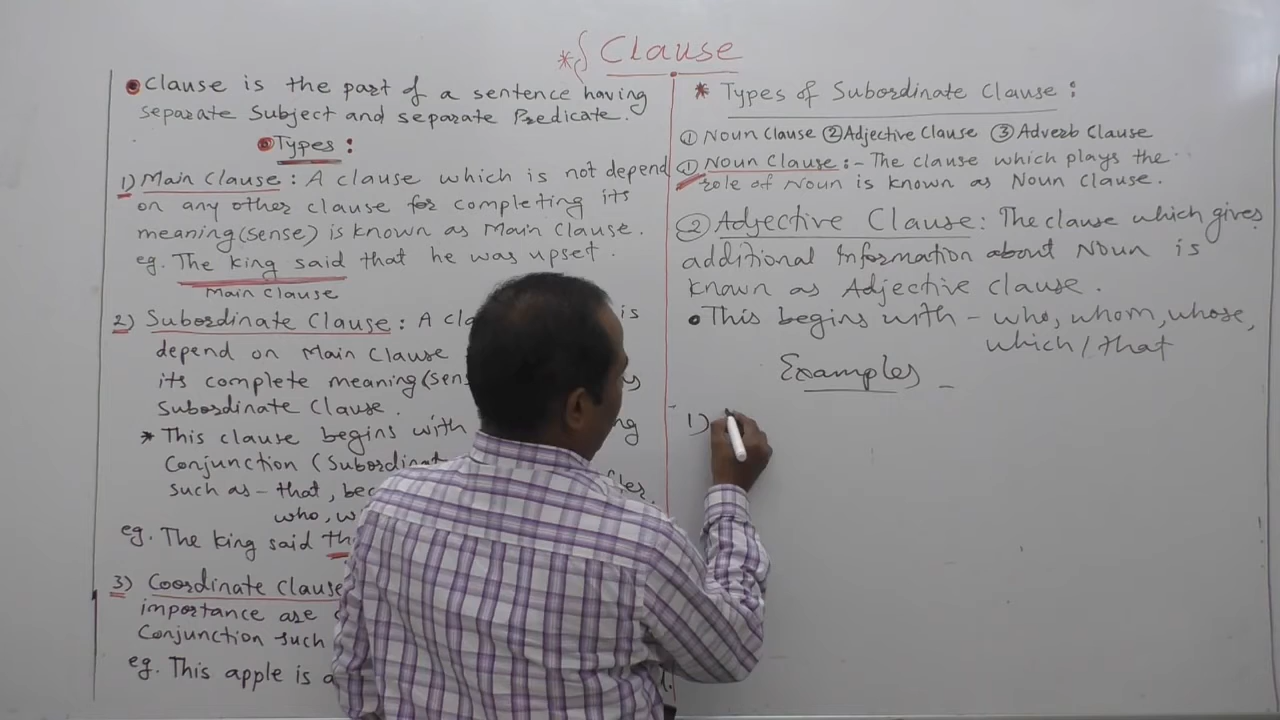 *{ Clause
• Clause is the part of a sentence having
separate Subject and separate Predicate.
• Types :
1) Main Clause : A clause which is not depend
on any other clause for completing its
meaning (sense) is known as Main Clause.
eg. The king said that he was upset.
Main Clause
2) Subordinate Clause : A is
depend on Main Clause
its complete meaning
Subordinate Clause.
* This clause begins with
Conjunction
such as - that,
who,
eg. The king said
3) Coordinate Clause
importance are
Conjunction such
eg. This apple is
* Types of Subordinate Clause :
① Noun Clause ② Adjective Clause ③ Adverb Clause
① Noun Clause :- The clause which plays the
role of Noun is known as Noun Clause.
② Adjective Clause : The clause which gives
additional Information about Noun is
known as Adjective clause.
• This begins with - who, whom, whose,
which / that
Examples -
1)